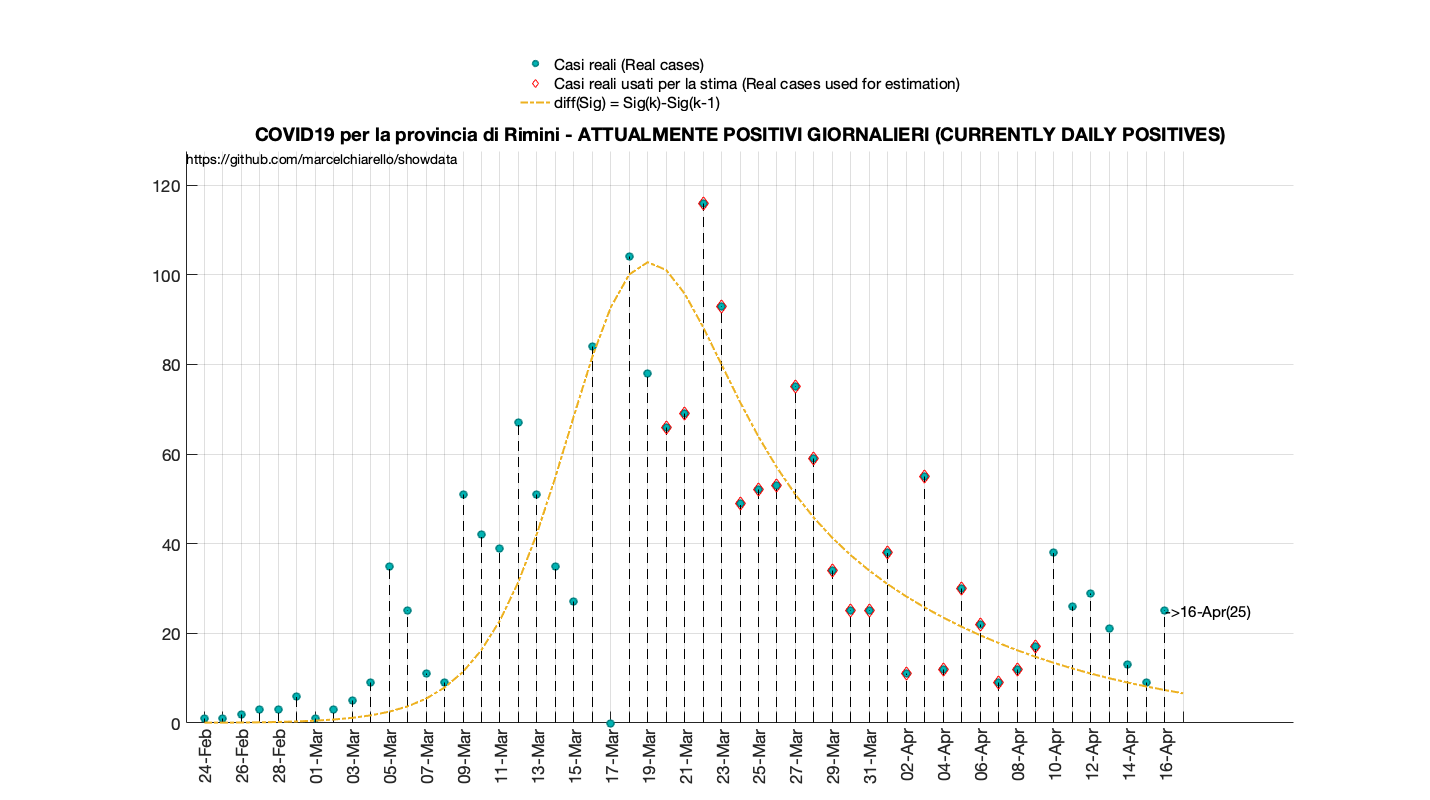 Casi reali (Real cases)
Casi reali usati per la stima (Real cases used for estimation)
diff(Sig) = Sig(k)-Sig(k-1)
COVID19 per la provincia di Rimini - ATTUALMENTE POSITIVI GIORNALIERI (CURRENTLY DAILY POSITIVES)
https://github.com/marcelchiarello/showdata
120
100
80
60
40
20
0
->16-Apr(25)
24-Feb
26-Feb
28-Feb
01-Mar
03-Mar
05-Mar
07-Mar
09-Mar
11-Mar
13-Mar
15-Mar
17-Mar
19-Mar
21-Mar
23-Mar
25-Mar
27-Mar
29-Mar
31-Mar
02-Apr
04-Apr
06-Apr
08-Apr
10-Apr
12-Apr
14-Apr
16-Apr